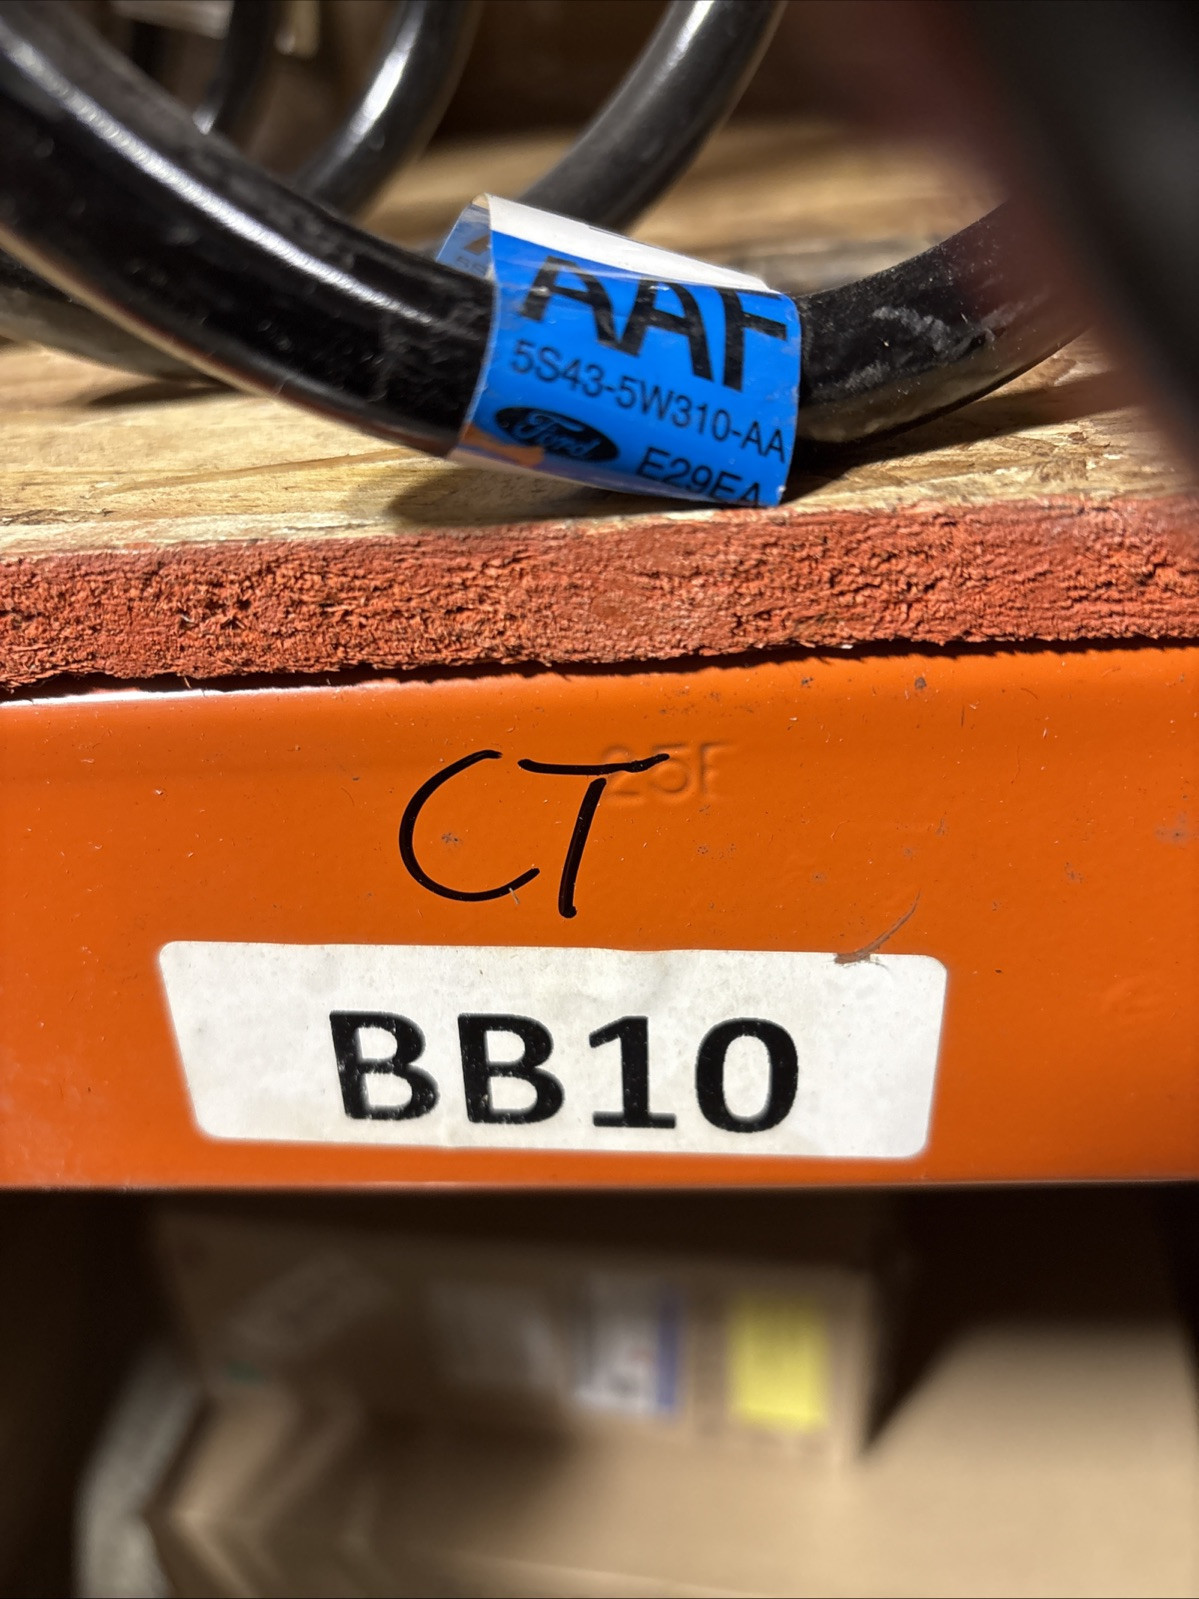 AAF
5S43-5W310-AA
Ford
E29EA
CT
25F
BB10